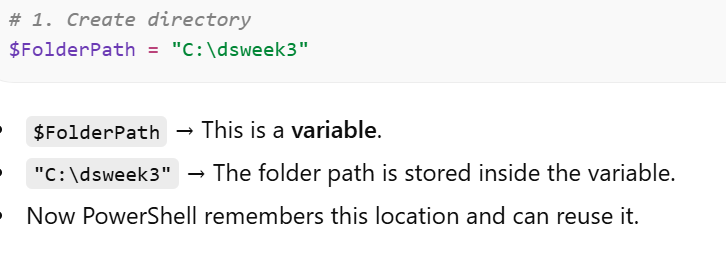 # 1. Create directory
$FolderPath = "C:\dsweek3"
• $FolderPath → This is a variable.
• "C:\dsweek3" → The folder path is stored inside the variable.
• Now PowerShell remembers this location and can reuse it.